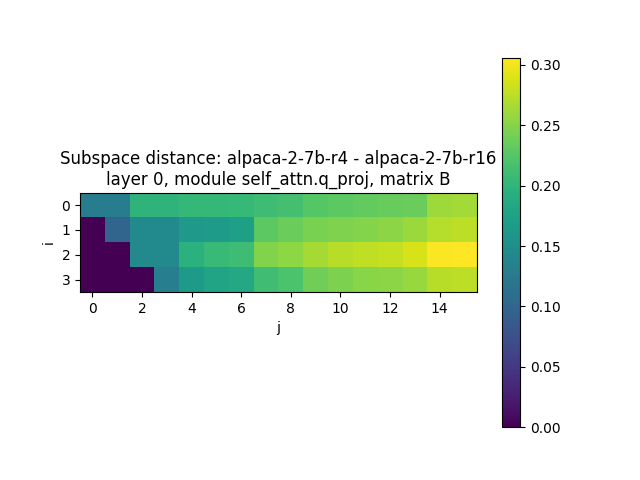 Subspace distance: alpaca-2-7b-r4 - alpaca-2-7b-r16
layer 0, module self_attn.q_proj, matrix B
0
1
2
3
i
0 2 4 6 8 10 12 14
j
0.30
0.25
0.20
0.15
0.10
0.05
0.00